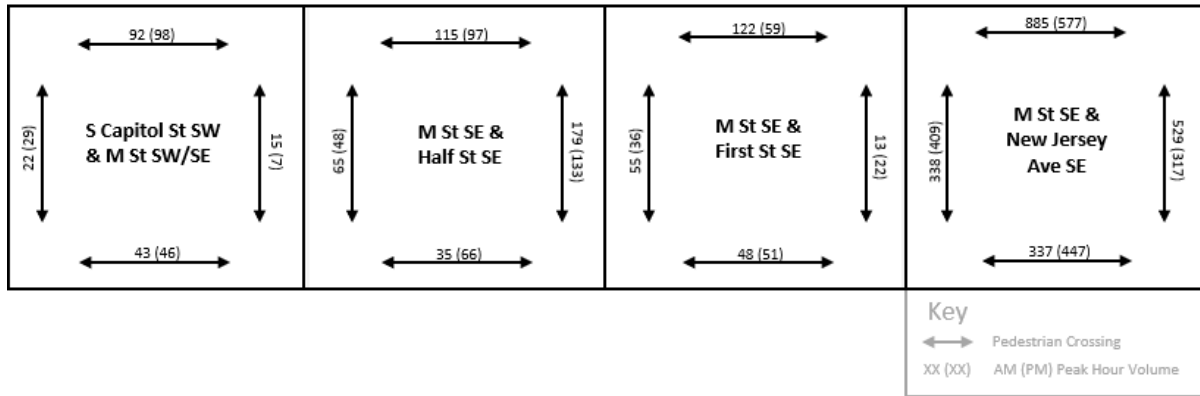 92 (98)
22 (29)
S Capitol St SW
& M St SW/SE
15 (7)
43 (46)
115 (97)
65 (48)
M St SE &
Half St SE
179 (133)
35 (66)
122 (59)
55 (36)
M St SE &
First St SE
13 (22)
48 (51)
885 (577)
338 (409)
M St SE &
New Jersey
Ave SE
529 (317)
337 (447)
Key
Pedestrian Crossing
XX (XX) AM (PM) Peak Hour Volume